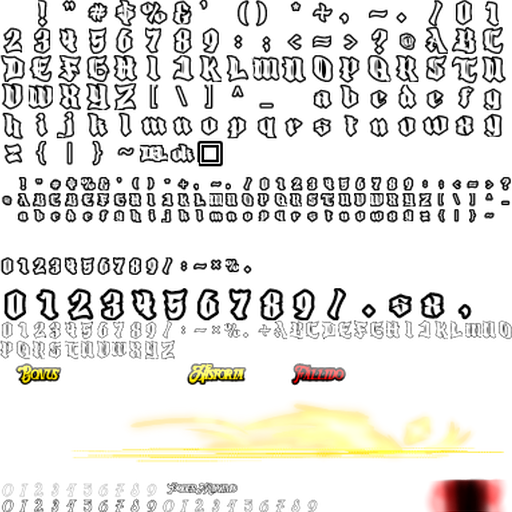 ! " # $ % & ' ( ) * + , ~ . / 0 1
2 3 4 5 6 7 8 9 : ; < ≈ > ? @ A B C
D E F G H I J K L M N O P Q R S T U
V W X Y Z [ \ ] ^ _ a b c d e f g
h i j k l m n o p q r s t n o w x y
z { | } ~
! " # $ % & ' ( ) * + , ~ . / 0 1 2 3 4 5 6 7 8 9 : ; < ~ > ?
@ A B C D E F G H I J K L M N O P Q R S T U V W X Y Z [ \ ] ^ _
a b c d e f g h i j k l m n o p q r s t n o w x y z { | } ~
0 1 2 3 4 5 6 7 8 9 / : ~ × % .
0 1 2 3 4 5 6 7 8 9 / . $ x ,
0 1 2 3 4 5 6 7 8 9 / : ~ × % . + A B C D E F G H I J K L M N O
P Q R S T U V W X Y Z
Bonus Historia Fallido
0 1 2 3 4 5 6 7 8 9
0 1 2 3 4 5 6 7 8 9 0 1 2 3 4 5 6 7 8 9